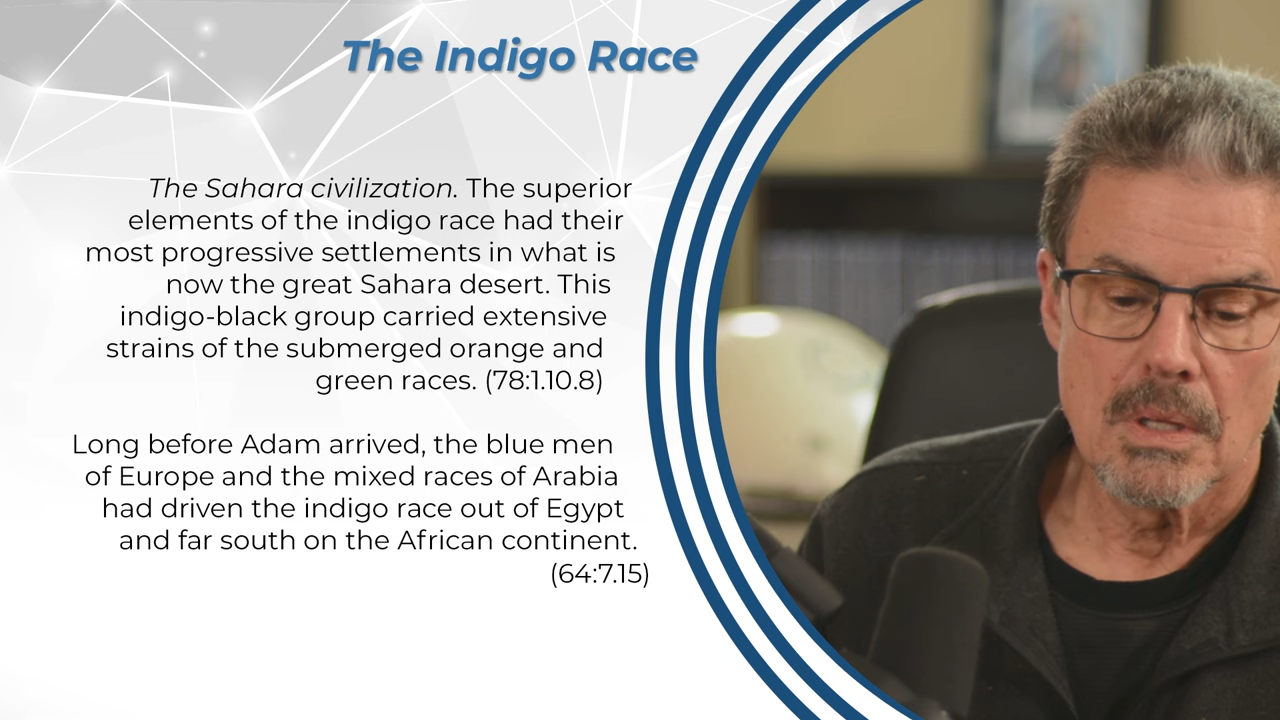 The Indigo Race
The Sahara civilization. The superior
elements of the indigo race had their
most progressive settlements in what is
now the great Sahara desert. This
indigo-black group carried extensive
strains of the submerged orange and
green races. (78:1.10.8)
Long before Adam arrived, the blue men
of Europe and the mixed races of Arabia
had driven the indigo race out of Egypt
and far south on the African continent.
(64:7.15)